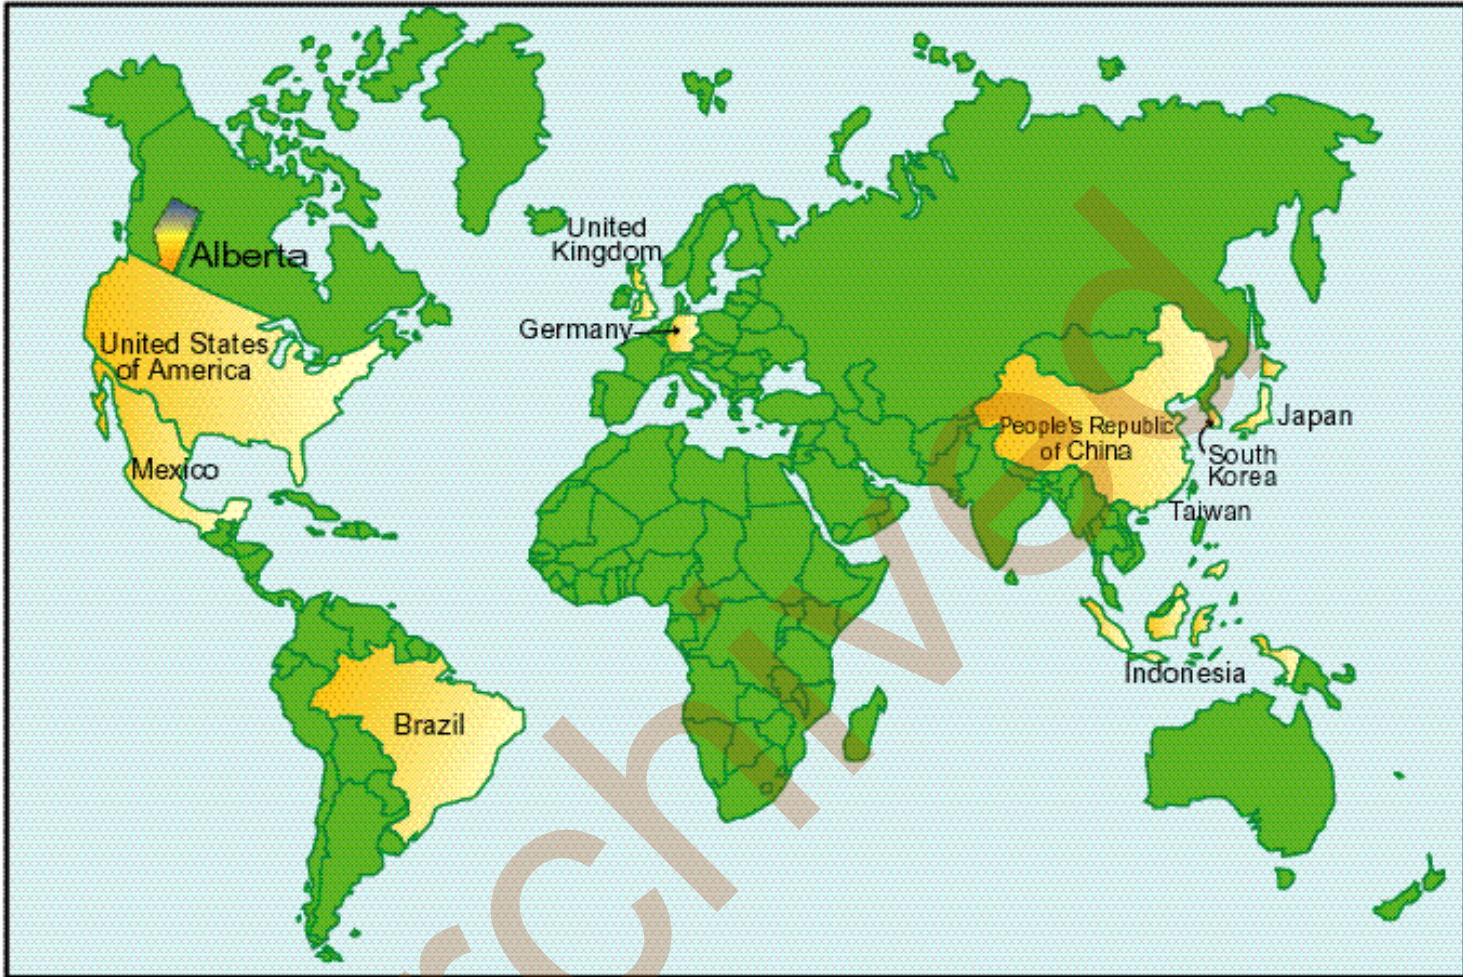 United
Kingdom
Alberta
Germany
United States
of America
People's Republic
of China
Japan
South
Korea
Mexico
Taiwan
Indonesia
Brazil
rchived